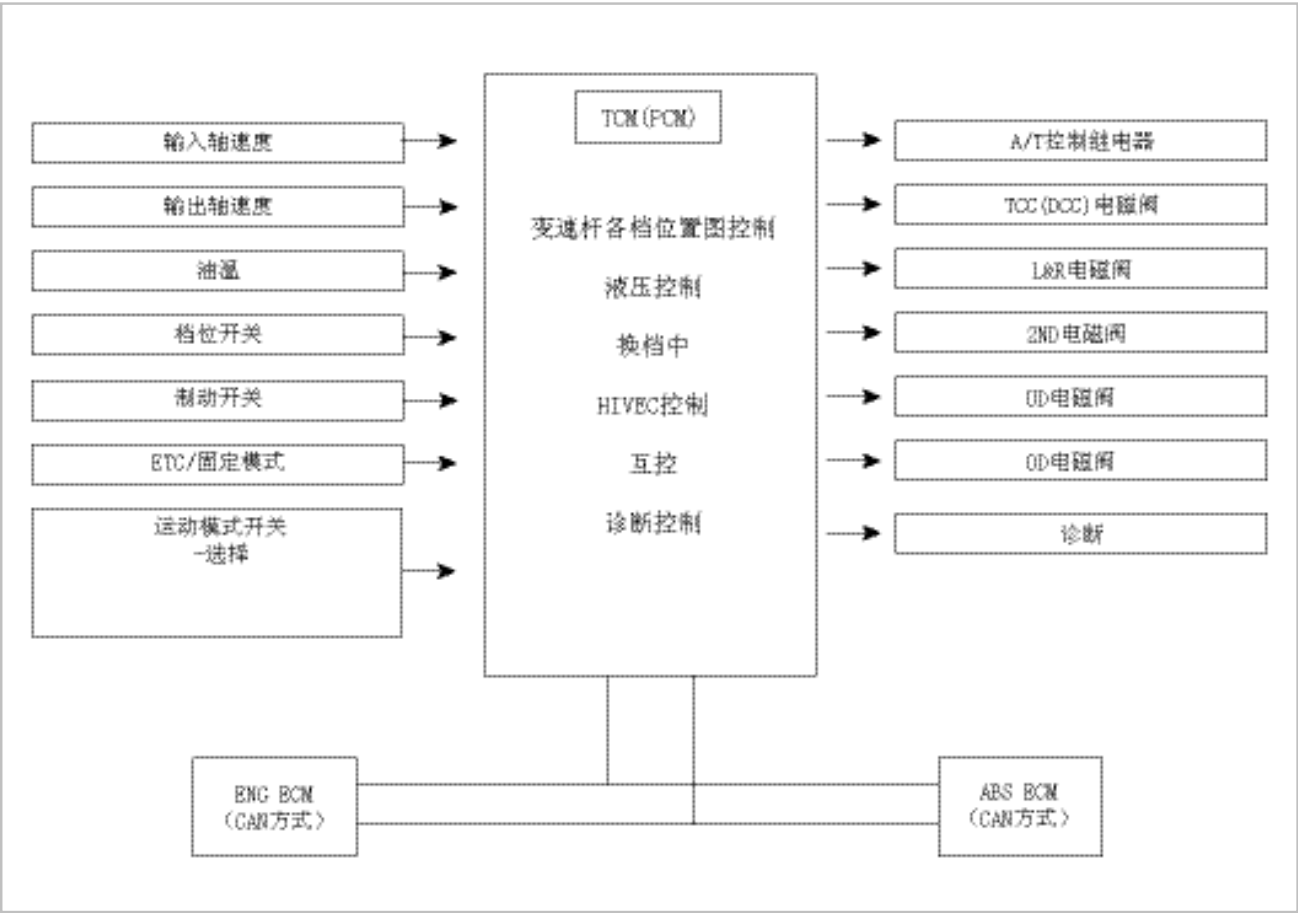 TCM(PCM)
输入轴速度
输出轴速度
油温
档位开关
制动开关
ETC/固定模式
运动模式开关
-选择
变速杆各档位置图控制
液压控制
换档中
HIVEC控制
互控
诊断控制
A/T控制继电器
TCC(DCC)电磁阀
L&R电磁阀
2ND电磁阀
UD电磁阀
OD电磁阀
诊断
ENG ECM
(CAN方式)
ABS ECM
(CAN方式)